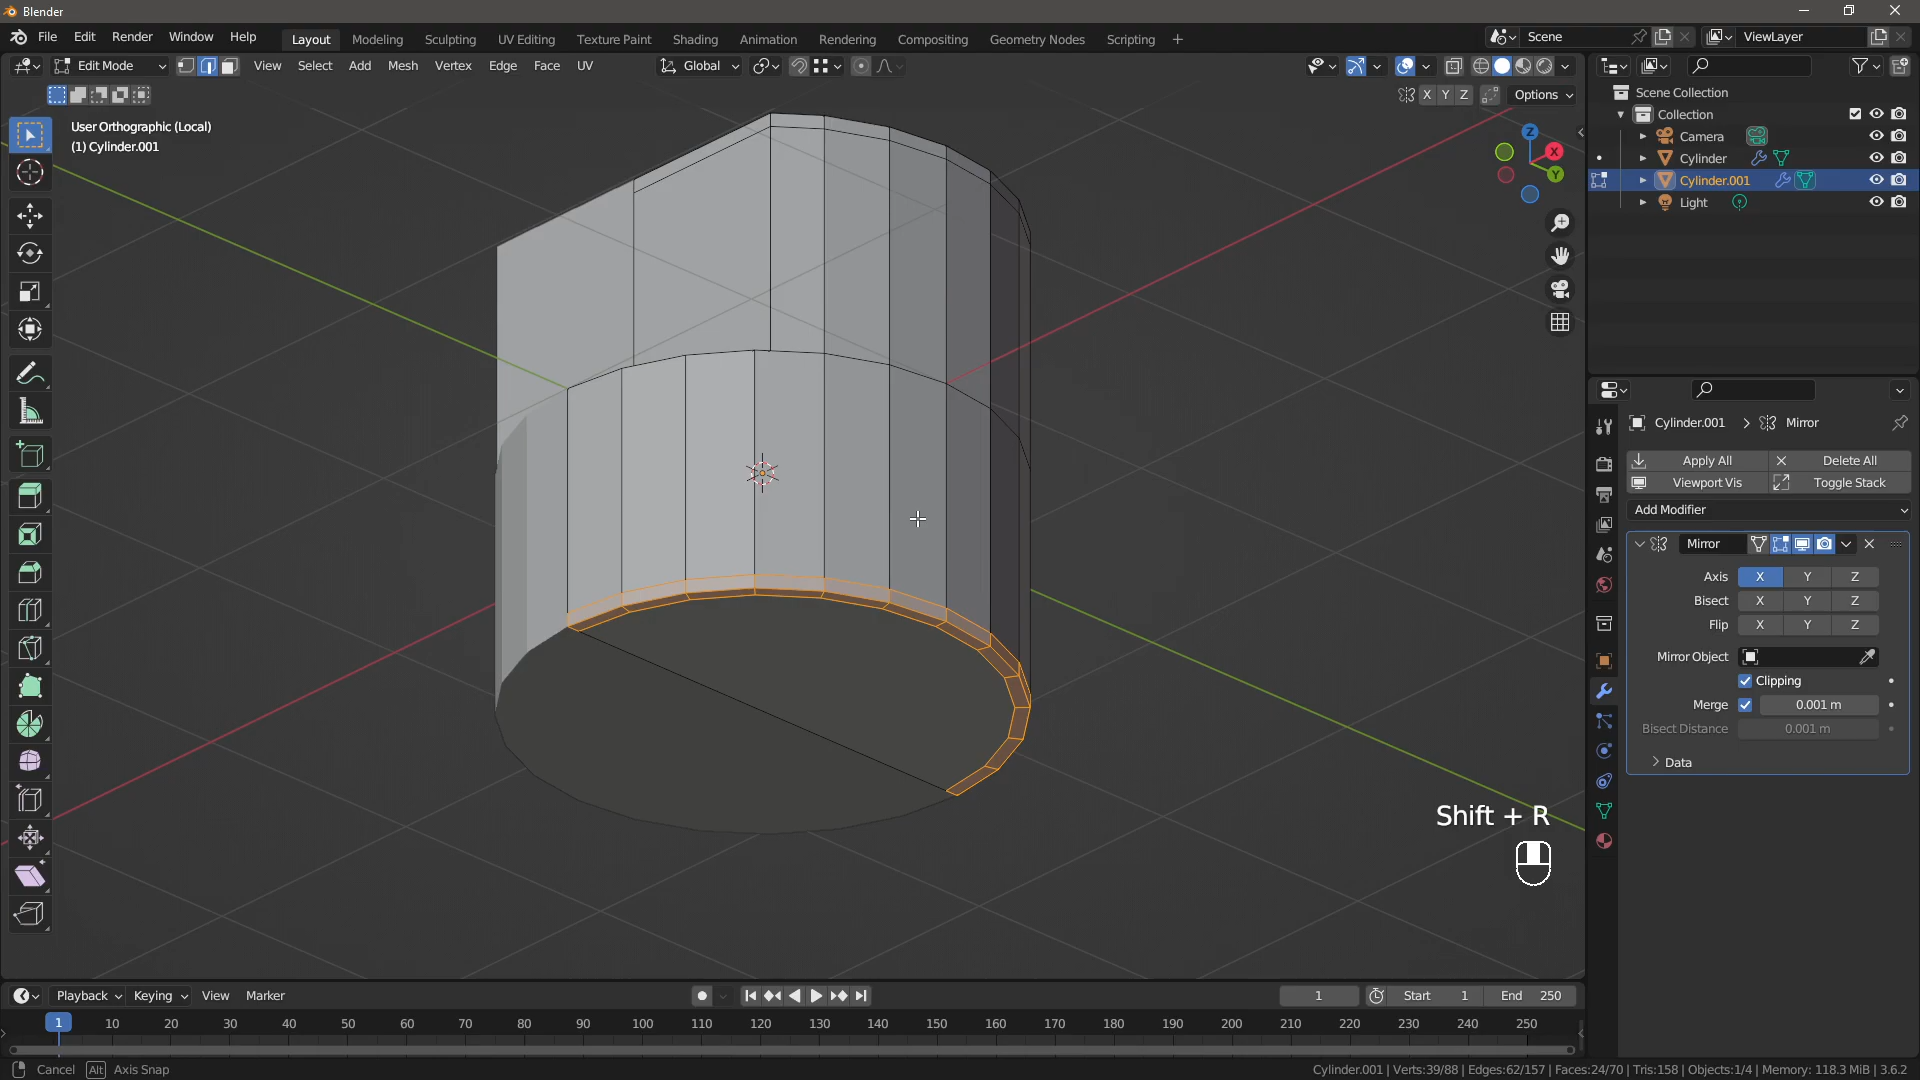 Blender
File Edit Render Window Help Layout Modeling Sculpting UV Editing Texture Paint Shading Animation Rendering Compositing Geometry Nodes Scripting + Scene ViewLayer
Edit Mode View Select Add Mesh Vertex Edge Face UV Global
X Y Z Options
User Orthographic (Local)
(1) Cylinder.001
Z
X
Y
Scene Collection
Collection
Camera
Cylinder
Cylinder.001
Light
Cylinder.001 > Mirror
Apply All Delete All
Viewport Vis Toggle Stack
Add Modifier
Mirror
Axis X Y Z
Bisect X Y Z
Flip X Y Z
Mirror Object
Clipping
Merge 0.001 m
Bisect Distance 0.001 m
Data
Shift + R
Playback Keying View Marker 1 Start 1 End 250
1 10 20 30 40 50 60 70 80 90 100 110 120 130 140 150 160 170 180 190 200 210 220 230 240 250
Cancel Alt Axis Snap Cylinder.001 | Verts:39/88 | Edges:62/157 | Faces:24/70 | Tris:158 | Objects:1/4 | Memory: 118.3 MiB | 3.6.2